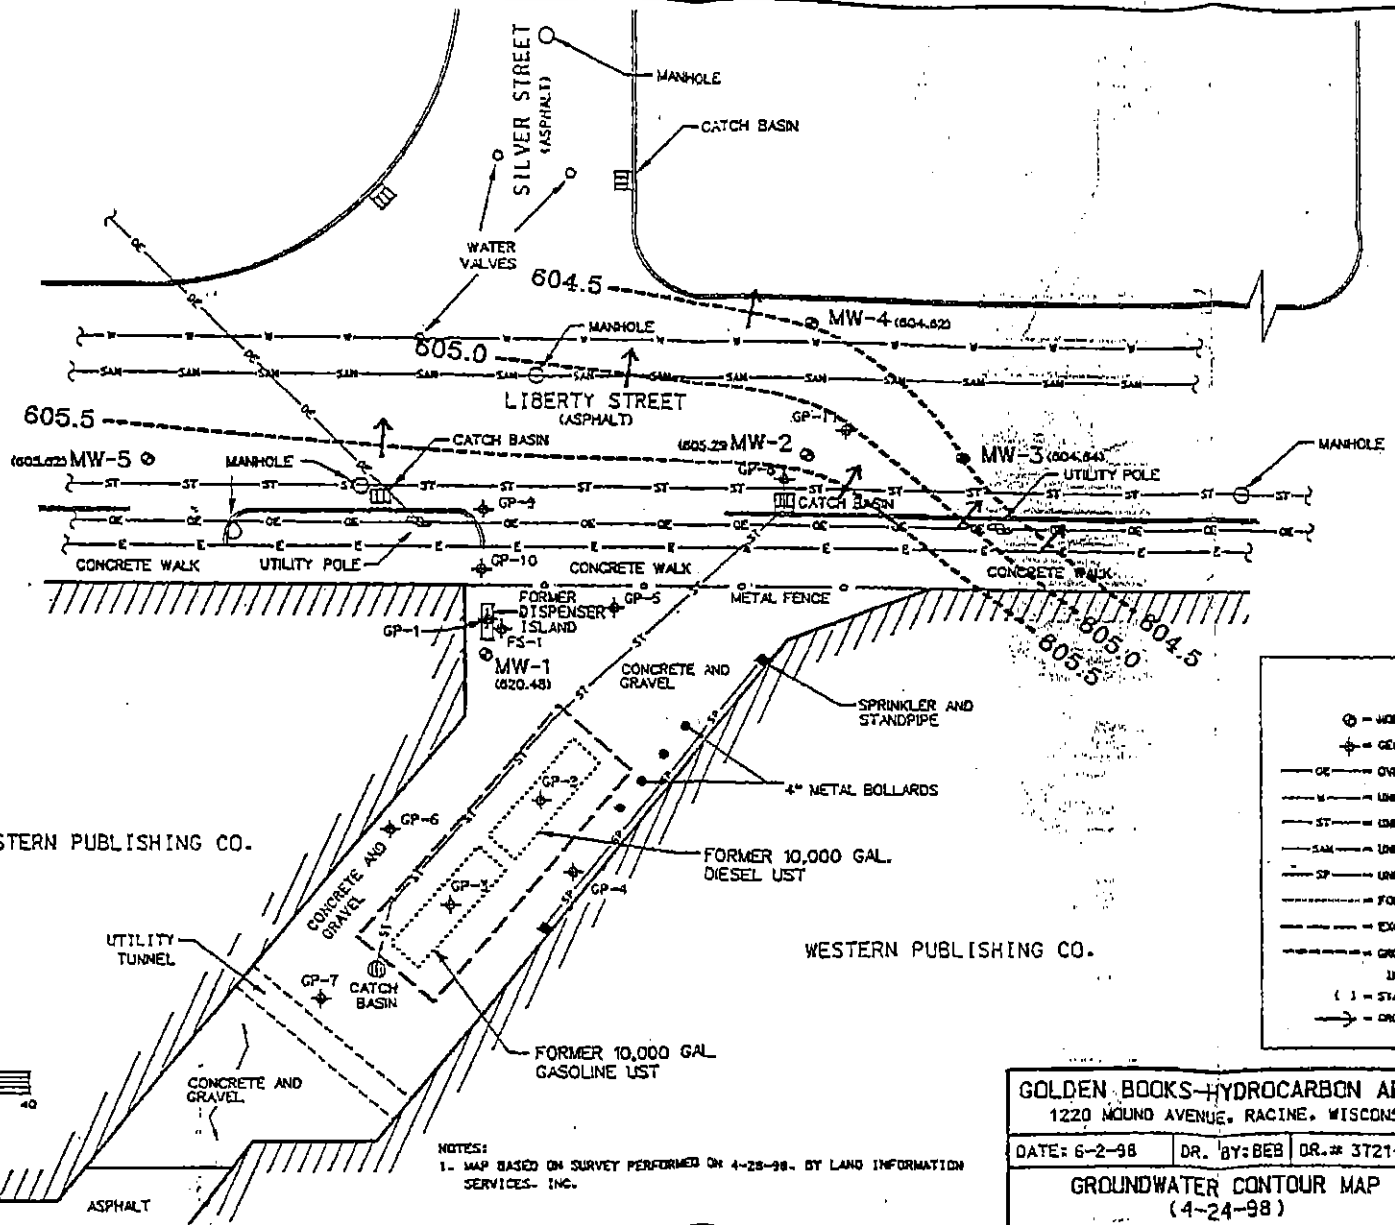 SILVER STREET
(ASPHALT)
MANHOLE
CATCH BASIN
WATER
VALVES
604.5
MW-4 (604.62)
MANHOLE
605.0
LIBERTY STREET
(ASPHALT)
605.5
GP-11
(605.62) MW-5
MANHOLE
CATCH BASIN
(605.29) MW-2
MW-3 (604.64)
MANHOLE
GP-8
UTILITY POLE
CATCH BASIN
GP-9
CONCRETE WALK
UTILITY POLE
GP-10
CONCRETE WALK
CONCRETE WALK
FORMER
DISPENSER
ISLAND
GP-5
METAL FENCE
GP-1
FS-1
MW-1
(620.48)
605.5
605.0
604.5
CONCRETE AND
GRAVEL
SPRINKLER AND
STANDPIPE
GP-2
4" METAL BOLLARDS
GP-6
STERN PUBLISHING CO.
CONCRETE AND
GRAVEL
GP-3
FORMER 10,000 GAL.
DIESEL UST
GP-4
UTILITY
TUNNEL
WESTERN PUBLISHING CO.
GP-7
CATCH
BASIN
FORMER 10,000 GAL
GASOLINE UST
CONCRETE AND
GRAVEL
40
ASPHALT
NOTES:
1. MAP BASED ON SURVEY PERFORMED ON 4-28-98. BY LAND INFORMATION
SERVICES. INC.
GOLDEN BOOKS-HYDROCARBON
1220 MOUND AVENUE, RACINE, WISCONS
DATE: 6-2-98
DR. BY: BEB
DR.# 3721
GROUNDWATER CONTOUR MAP
(4-24-98)